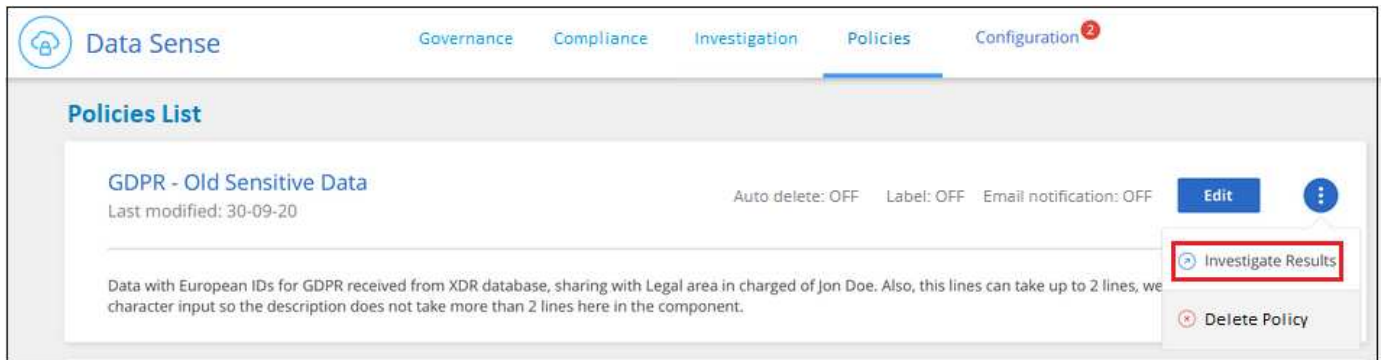 Data Sense
Governance
Compliance
Investigation
Policies
Configuration
2
Policies List
GDPR - Old Sensitive Data
Last modified: 30-09-20
Auto delete: OFF
Label: OFF
Email notification: OFF
Edit
Investigate Results
Delete Policy
Data with European IDs for GDPR received from XDR database, sharing with Legal area in charged of Jon Doe. Also, this lines can take up to 2 lines, we
character input so the description does not take more than 2 lines here in the component.